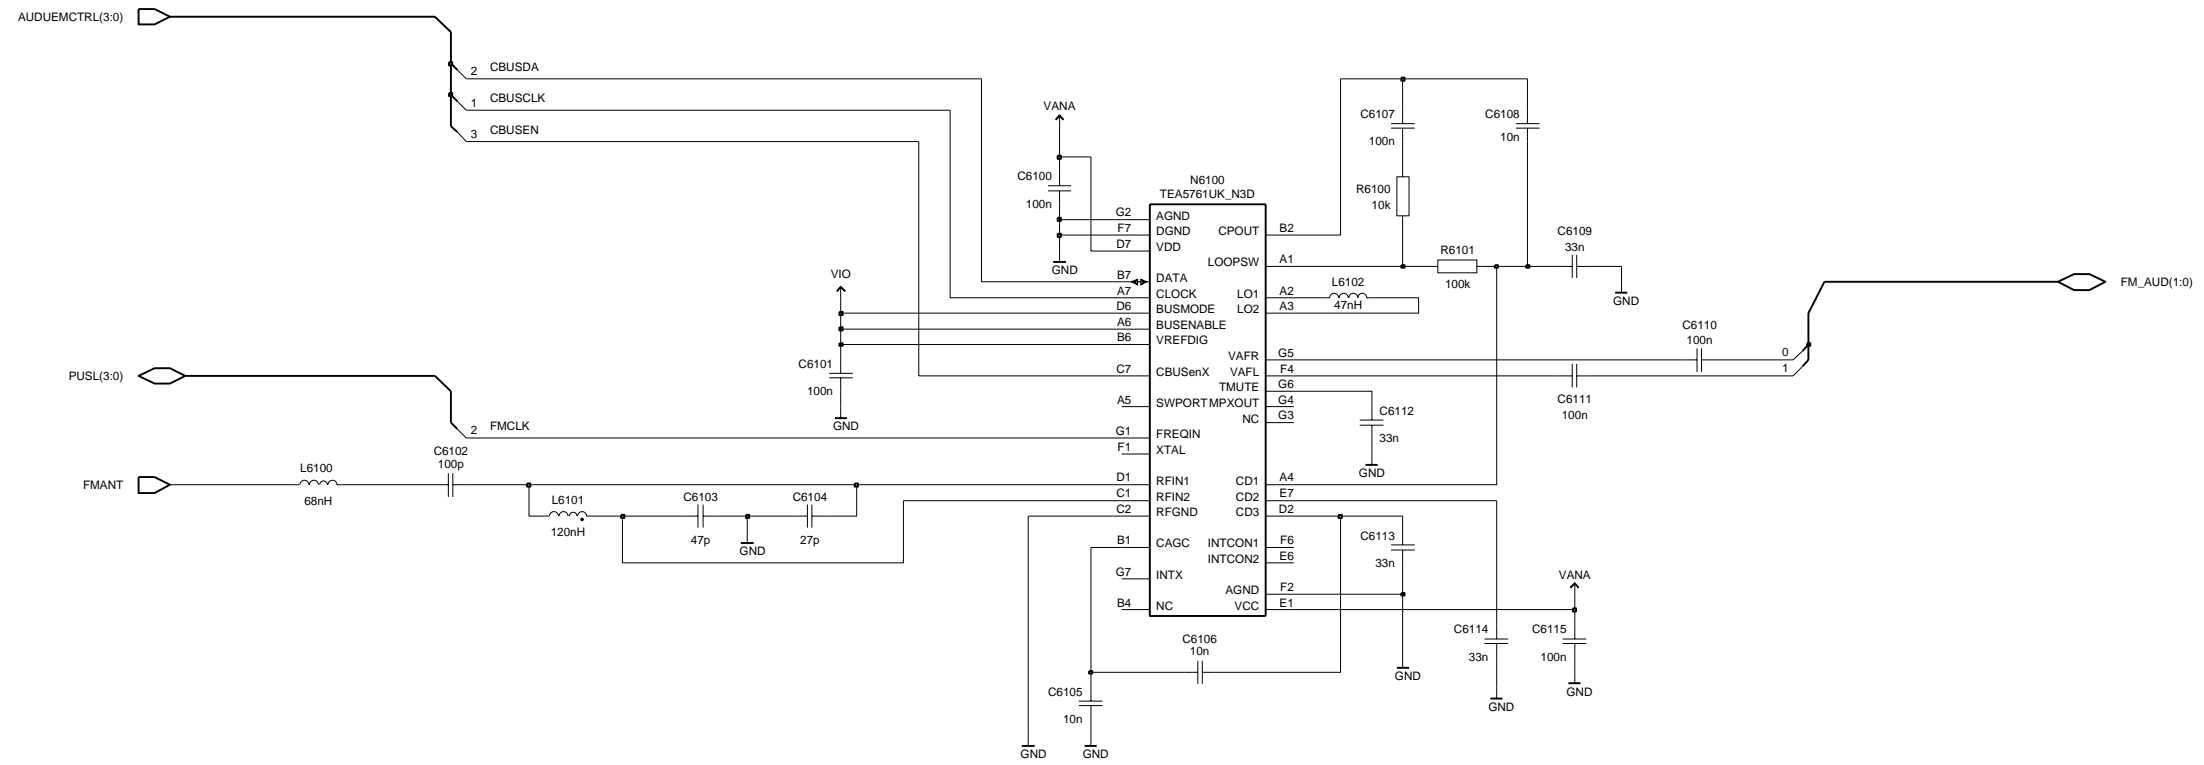 AUDUEMCTRL(3:0)
2 CBUSDA
1 CBUSCLK
3 CBUSEN
PUSL(3:0)
2 FMCLK
FMANT
L6100
68nH
C6102
100p
L6101
120nH
C6103
47p
GND
C6104
27p
VIO
C6101
100n
GND
VANA
C6100
100n
GND
N6100
TEA5761UK_N3D
G2 AGND
F7 DGND
D7 VDD
B7 DATA
A7 CLOCK
D6 BUSMODE
A6 BUSENABLE
B6 VREFDIG
C7 CBUSenX
A5 SWPORT
G1 FREQIN
F1 XTAL
D1 RFIN1
C1 RFIN2
C2 RFGND
B1 CAGC
G7 INTX
B4 NC
CPOUT B2
LOOPSW A1
LO1 A2
LO2 A3
VAFR G5
VAFL F4
TMUTE G6
MPXOUT G4
NC G3
CD1 A4
CD2 E7
CD3 D2
INTCON1 F6
INTCON2 E6
AGND F2
VCC E1
C6107
100n
C6108
10n
R6100
10k
R6101
100k
C6109
33n
GND
L6102
47nH
C6110
100n
0
1
C6111
100n
FM_AUD(1:0)
C6112
33n
GND
C6113
33n
GND
VANA
C6114
33n
GND
C6115
100n
GND
C6106
10n
C6105
10n
GND
GND